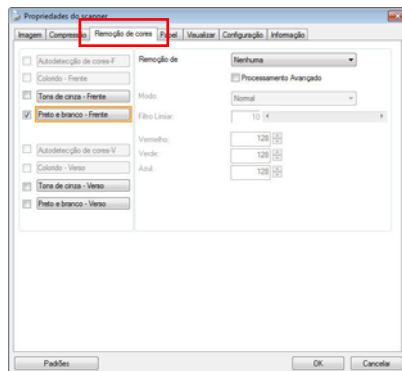 Propriedades do scanner
Imagem Compressão Remoção de cores Papel Visualizar Configuração Informação
Autodetecção de cores-F
Colorido - Frente
Tons de cinza - Frente
Preto e branco - Frente
Autodetecção de cores-V
Colorido - Verso
Tons de cinza - Verso
Preto e branco - Verso
Remoção de Nenhuma
Processamento Avançado
Modo: Normal
Filtro Limiar: 10
Vermelho: 128
Verde: 128
Azul: 128
Padrões OK Cancelar